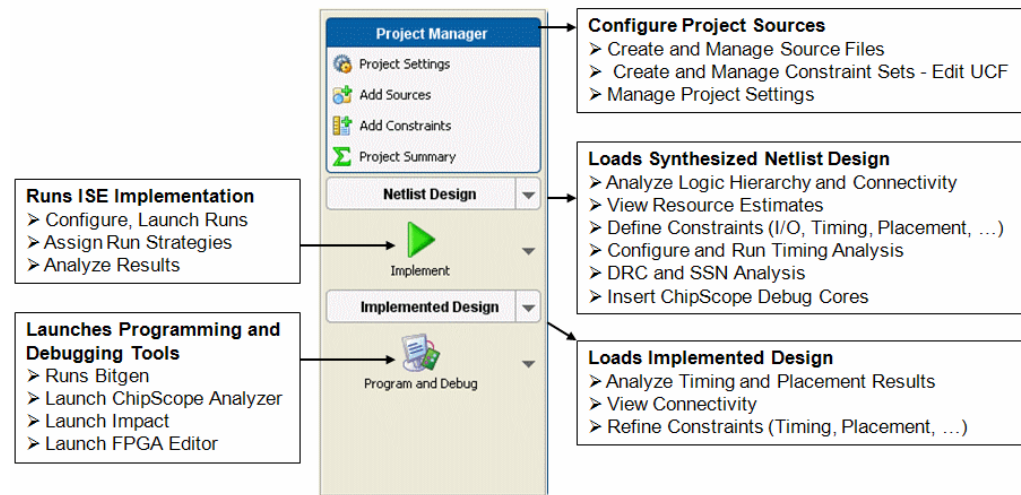 Project Manager
Project Settings
Add Sources
Add Constraints
Project Summary
Netlist Design
Implement
Implemented Design
Program and Debug
Configure Project Sources
➢ Create and Manage Source Files
➢ Create and Manage Constraint Sets - Edit UCF
➢ Manage Project Settings
Loads Synthesized Netlist Design
➢ Analyze Logic Hierarchy and Connectivity
➢ View Resource Estimates
➢ Define Constraints (I/O, Timing, Placement, …)
➢ Configure and Run Timing Analysis
➢ DRC and SSN Analysis
➢ Insert ChipScope Debug Cores
Runs ISE Implementation
➢ Configure, Launch Runs
➢ Assign Run Strategies
➢ Analyze Results
Launches Programming and
Debugging Tools
➢ Runs Bitgen
➢ Launch ChipScope Analyzer
➢ Launch Impact
➢ Launch FPGA Editor
Loads Implemented Design
➢ Analyze Timing and Placement Results
➢ View Connectivity
➢ Refine Constraints (Timing, Placement, …)